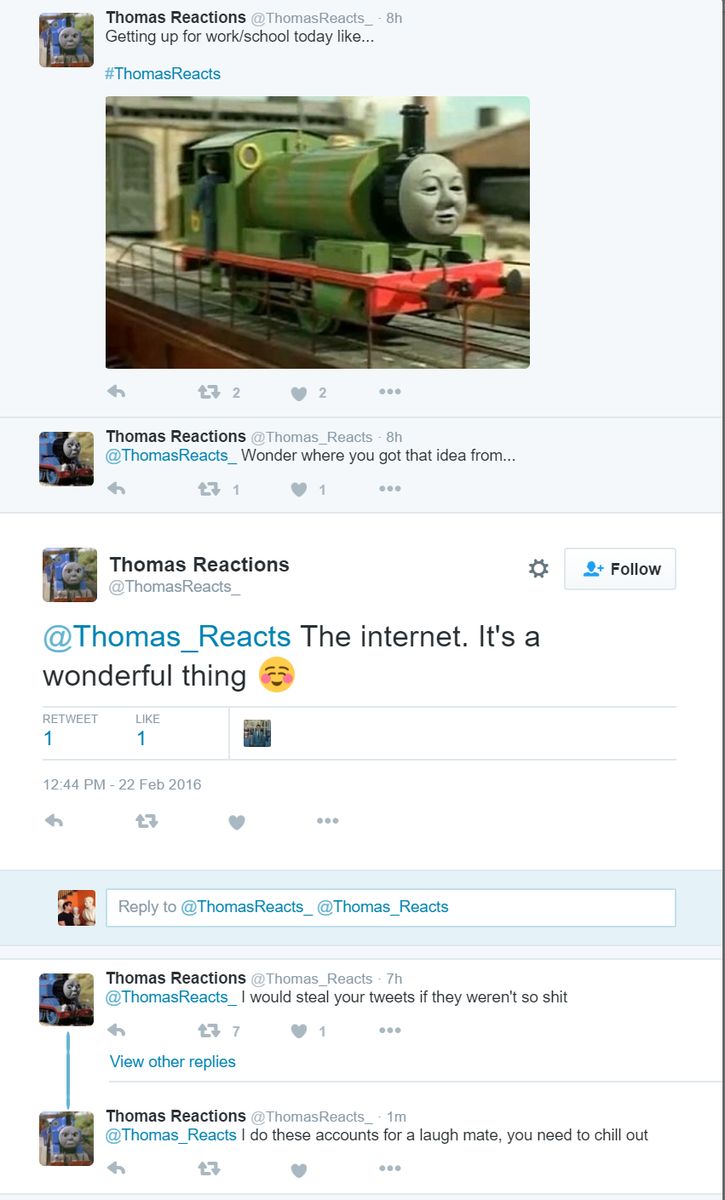 Thomas Reactions @ThomasReacts_ · 8h
Getting up for work/school today like...
#ThomasReacts
2 2
Thomas Reactions @Thomas_Reacts · 8h
@ThomasReacts_ Wonder where you got that idea from...
1 1
Thomas Reactions
@ThomasReacts_
Follow
@Thomas_Reacts The internet. It's a
wonderful thing ☺️
RETWEET LIKE
1 1
12:44 PM - 22 Feb 2016
Reply to @ThomasReacts_ @Thomas_Reacts
Thomas Reactions @Thomas_Reacts · 7h
@ThomasReacts_ I would steal your tweets if they weren't so shit
7 1
View other replies
Thomas Reactions @ThomasReacts_ · 1m
@Thomas_Reacts I do these accounts for a laugh mate, you need to chill out